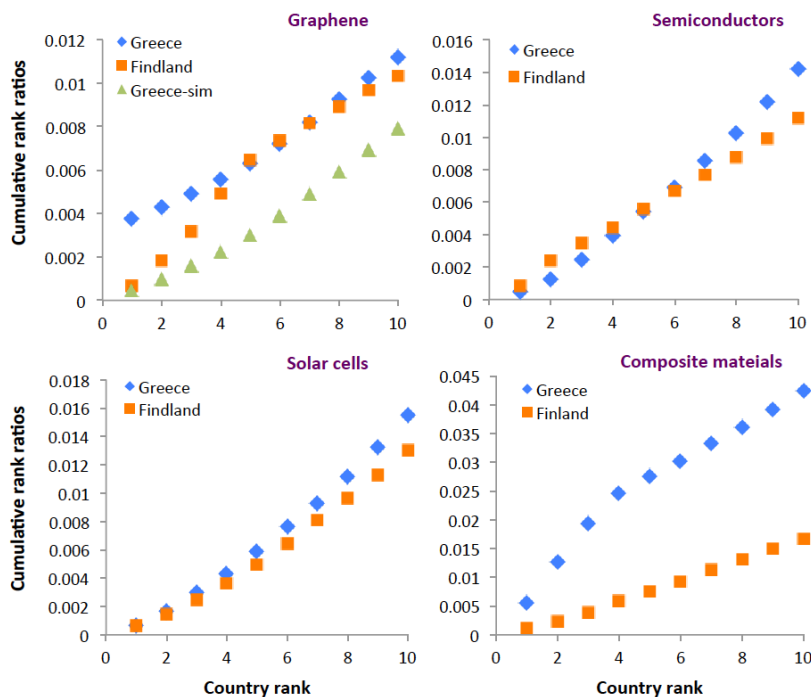 Graphene
Cumulative rank ratios
0.012
0.01
0.008
0.006
0.004
0.002
0
Greece
Findland
Greece-sim
0 2 4 6 8 10
Semiconductors
0.016
0.014
0.012
0.01
0.008
0.006
0.004
0.002
0
Greece
Findland
0 2 4 6 8 10
Solar cells
Cumulative rank ratios
0.018
0.016
0.014
0.012
0.01
0.008
0.006
0.004
0.002
0
Greece
Findland
0 2 4 6 8 10
Country rank
Composite mateials
0.045
0.04
0.035
0.03
0.025
0.02
0.015
0.01
0.005
0
Greece
Finland
0 2 4 6 8 10
Country rank